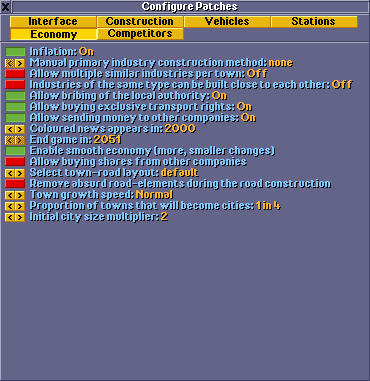 X Configure Patches
Interface Construction Vehicles Stations
Economy Competitors
Inflation: On
Manual primary industry construction method: none
Allow multiple similar industries per town: Off
Industries of the same type can be built close to each other: Off
Allow bribing of the local authority: On
Allow buying exclusive transport rights: On
Allow sending money to other companies: On
Coloured news appears in: 2000
End game in: 2051
Enable smooth economy (more, smaller changes)
Allow buying shares from other companies
Select town-road layout: default
Remove absurd road-elements during the road construction
Town growth speed: Normal
Proportion of towns that will become cities: 1 in 4
Initial city size multiplier: 2